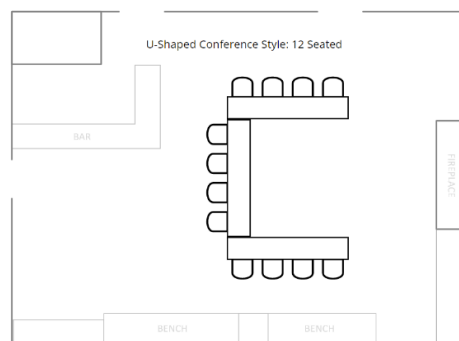 U-Shaped Conference Style: 12 Seated
BAR
FIREPLACE
BENCH
BENCH